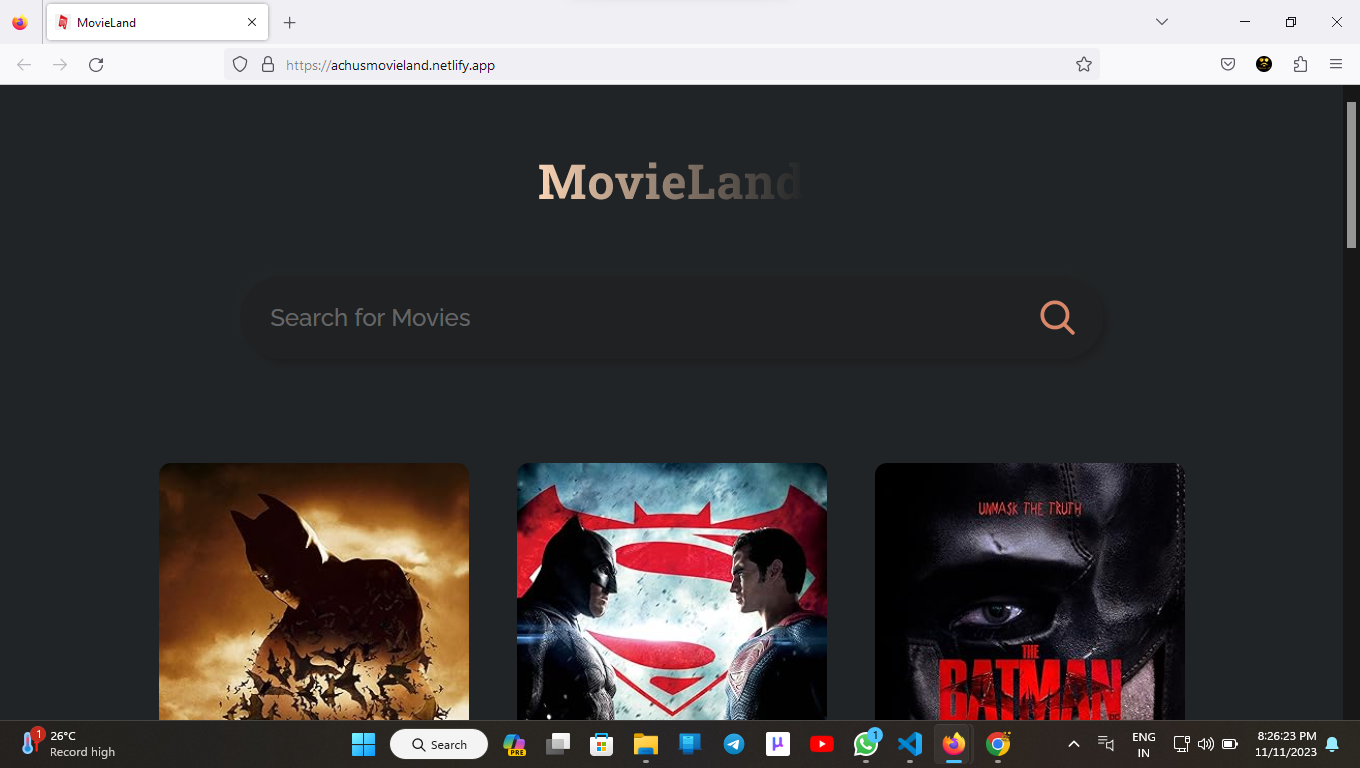 MovieLand
https://achusmovieland.netlify.app
MovieLand
Search for Movies
UNMASK THE TRUTH
THE
BATMAN
1
26°C
Record high
Search
PRE
µ
1
ENG
IN
8:26:23 PM
11/11/2023